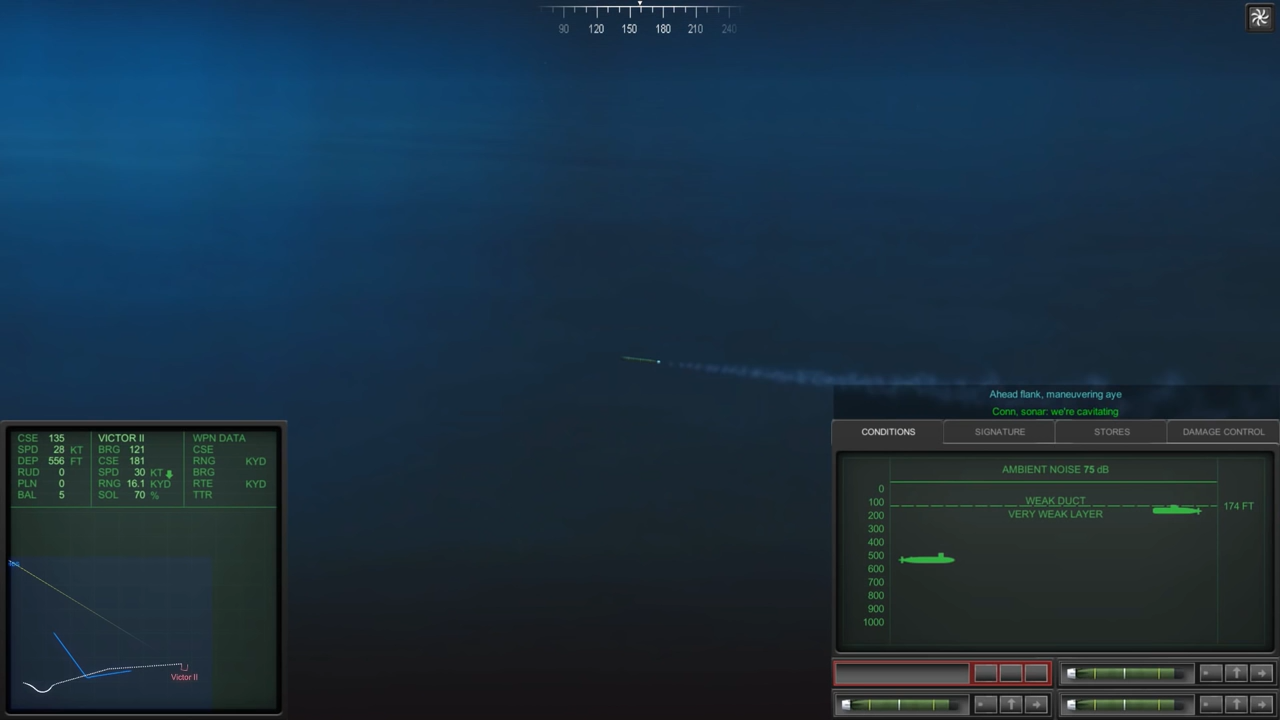 90 120 150 180 210 240
Ahead flank, maneuvering aye
Conn, sonar: we're cavitating
CONDITIONS SIGNATURE STORES DAMAGE CONTROL
AMBIENT NOISE 75 dB
0
100 WEAK DUCT
174 FT
200 VERY WEAK LAYER
300
400
500
600
700
800
900
1000
CSE 135 VICTOR II WPN DATA
SPD 28 KT BRG 121 CSE
DEP 556 FT CSE 181 RNG KYD
RUD 0 SPD 30 KT BRG
PLN 0 RNG 16.1 KYD RTE KYD
BAL 5 SOL 70 % TTR
Victor II